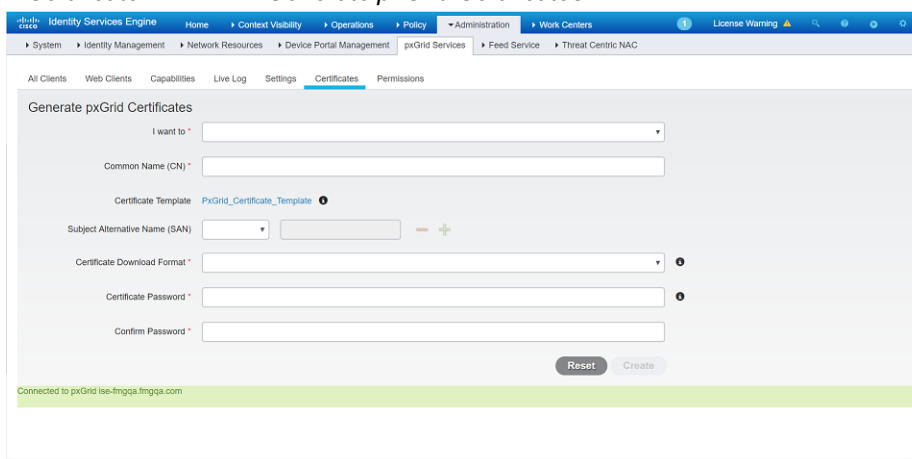 cisco Identity Services Engine Home Context Visibility Operations Policy Administration Work Centers 1 License Warning
System Identity Management Network Resources Device Portal Management pxGrid Services Feed Service Threat Centric NAC
All Clients Web Clients Capabilities Live Log Settings Certificates Permissions
Generate pxGrid Certificates
I want to *
Common Name (CN) *
Certificate Template PxGrid_Certificate_Template
Subject Alternative Name (SAN)
Certificate Download Format *
Certificate Password *
Confirm Password *
Reset Create
Connected to pxGrid ise-fmgqa.fmgqa.com